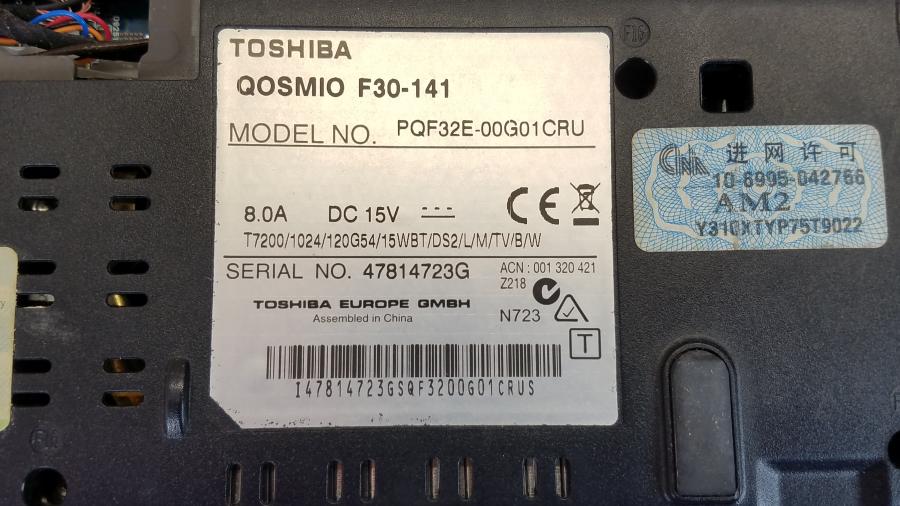 TOSHIBA
QOSMIO F30-141
MODEL NO. PQF32E-00G01CRU
8.0A DC 15V
T7200/1024/120G54/15WBT/DS2/L/M/TV/B/W
SERIAL NO. 47814723G
ACN : 001 320 421
Z218
N723
TOSHIBA EUROPE GMBH
Assembled in China
T
I47814723GSQF3200G01CRUS
进网许可
10-6995-042766
AM2
Y310XTYP75T9022
F16